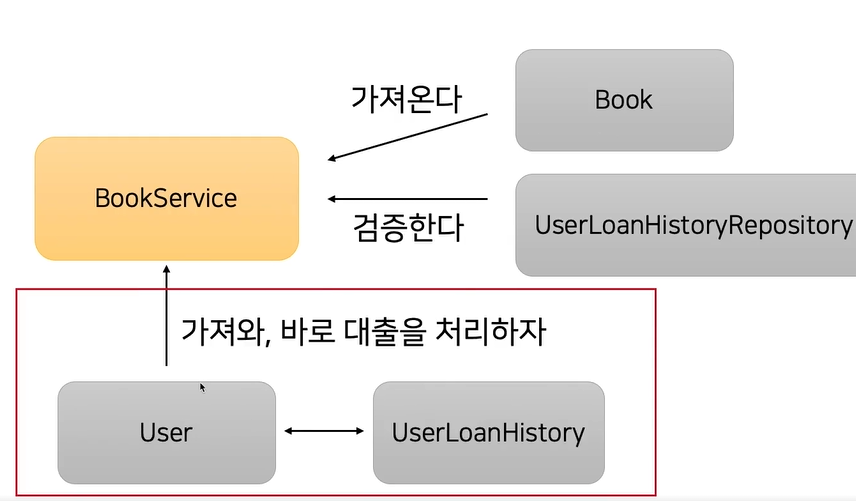 가져온다
Book
BookService
검증한다
UserLoanHistoryRepository
가져와, 바로 대출을 처리하자
User
UserLoanHistory